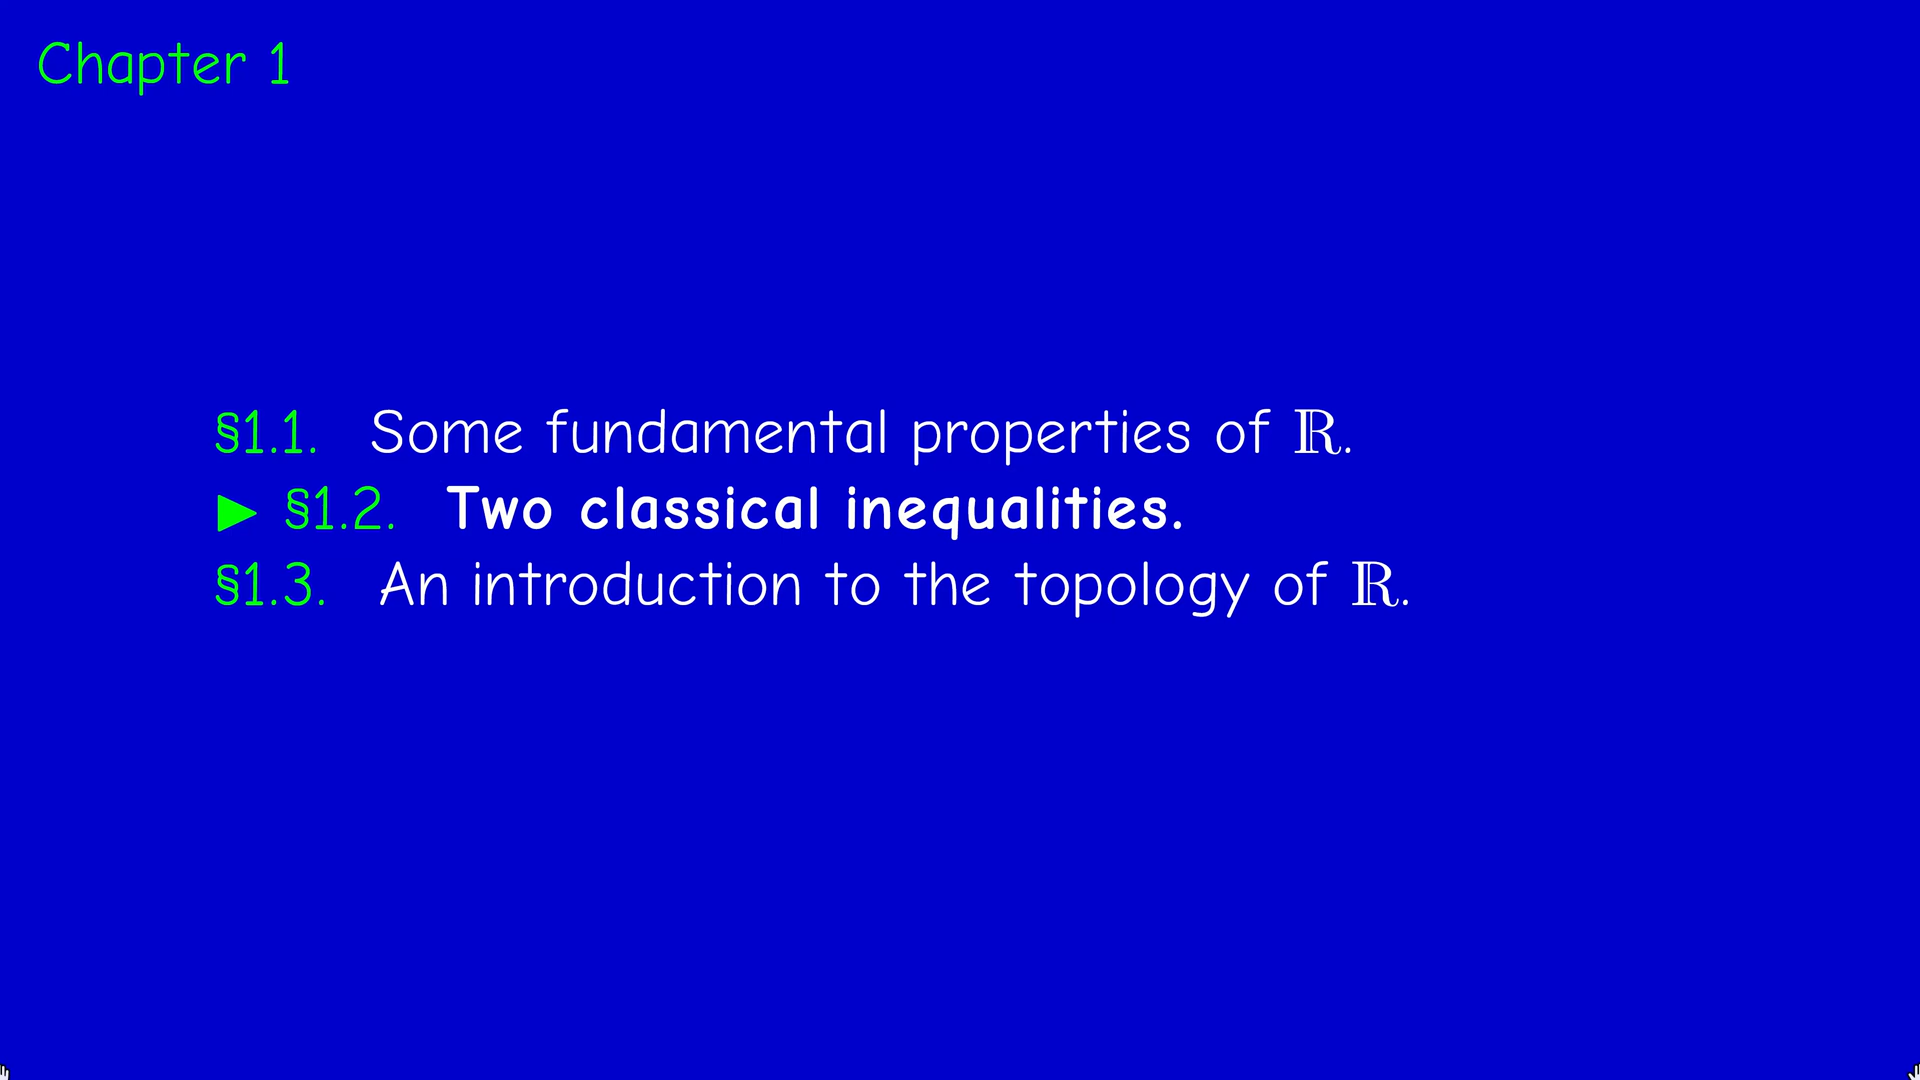 Chapter 1
§1.1. Some fundamental properties of ℝ.
▶ §1.2. Two classical inequalities.
§1.3. An introduction to the topology of ℝ.